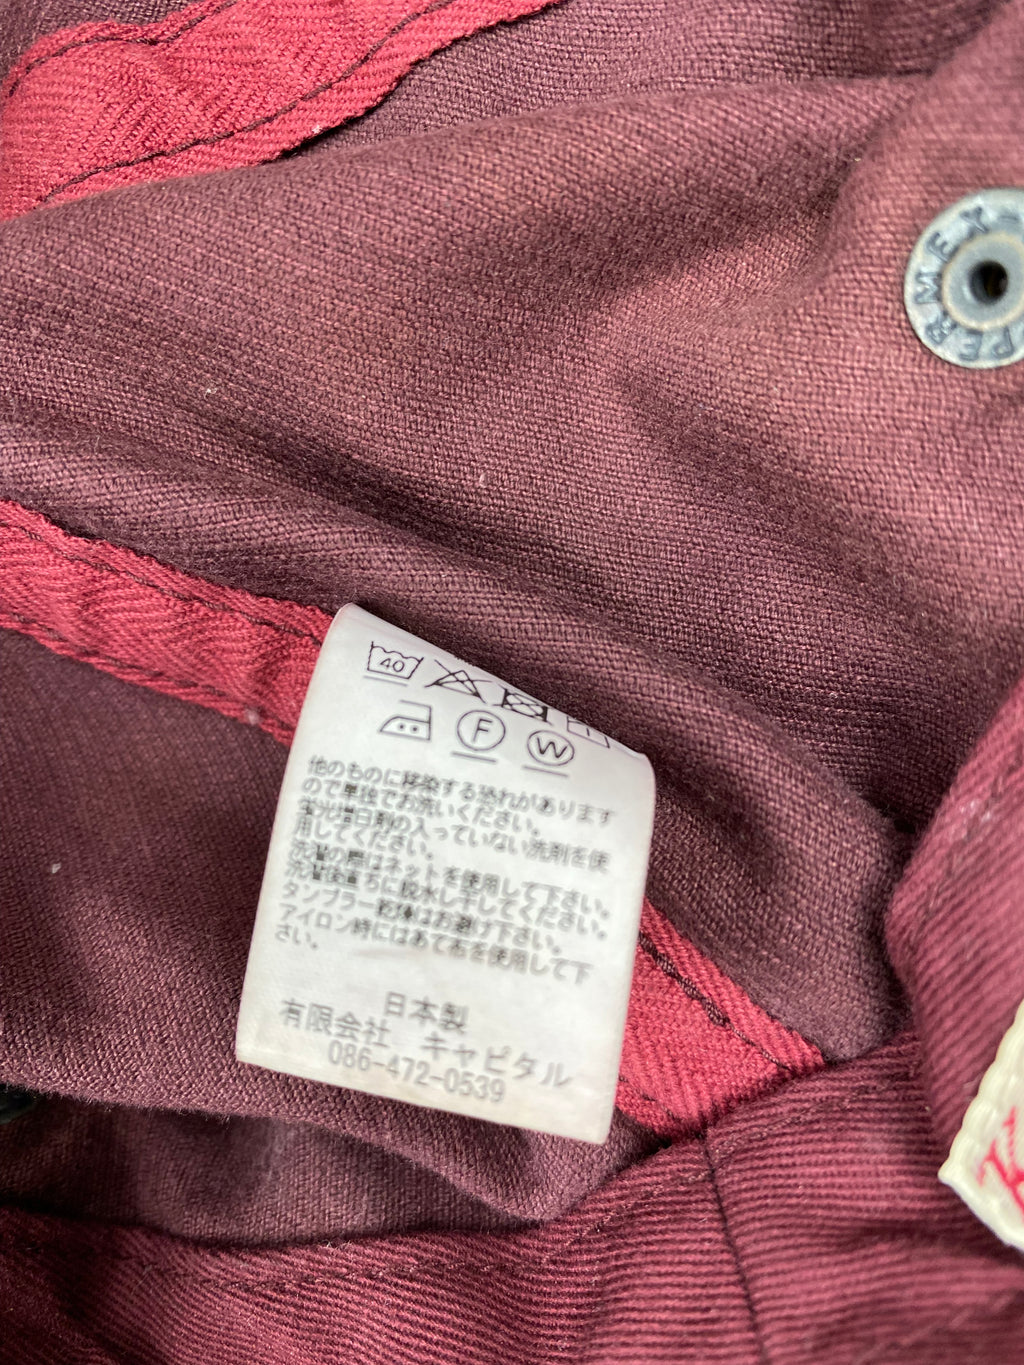 PERMEX
40
F
W
他のものに移染する恐れがあります
ので単独でお洗いください。
蛍光増白剤の入っていない洗剤を使
用してください。
洗濯の際はネットを使用して下さい。
洗濯後直ちに脱水し干してください。
タンブラー乾燥はお避け下さい。
アイロン時にはあて布を使用して下
さい。
日本製
有限会社 キャピタル
086-472-0539